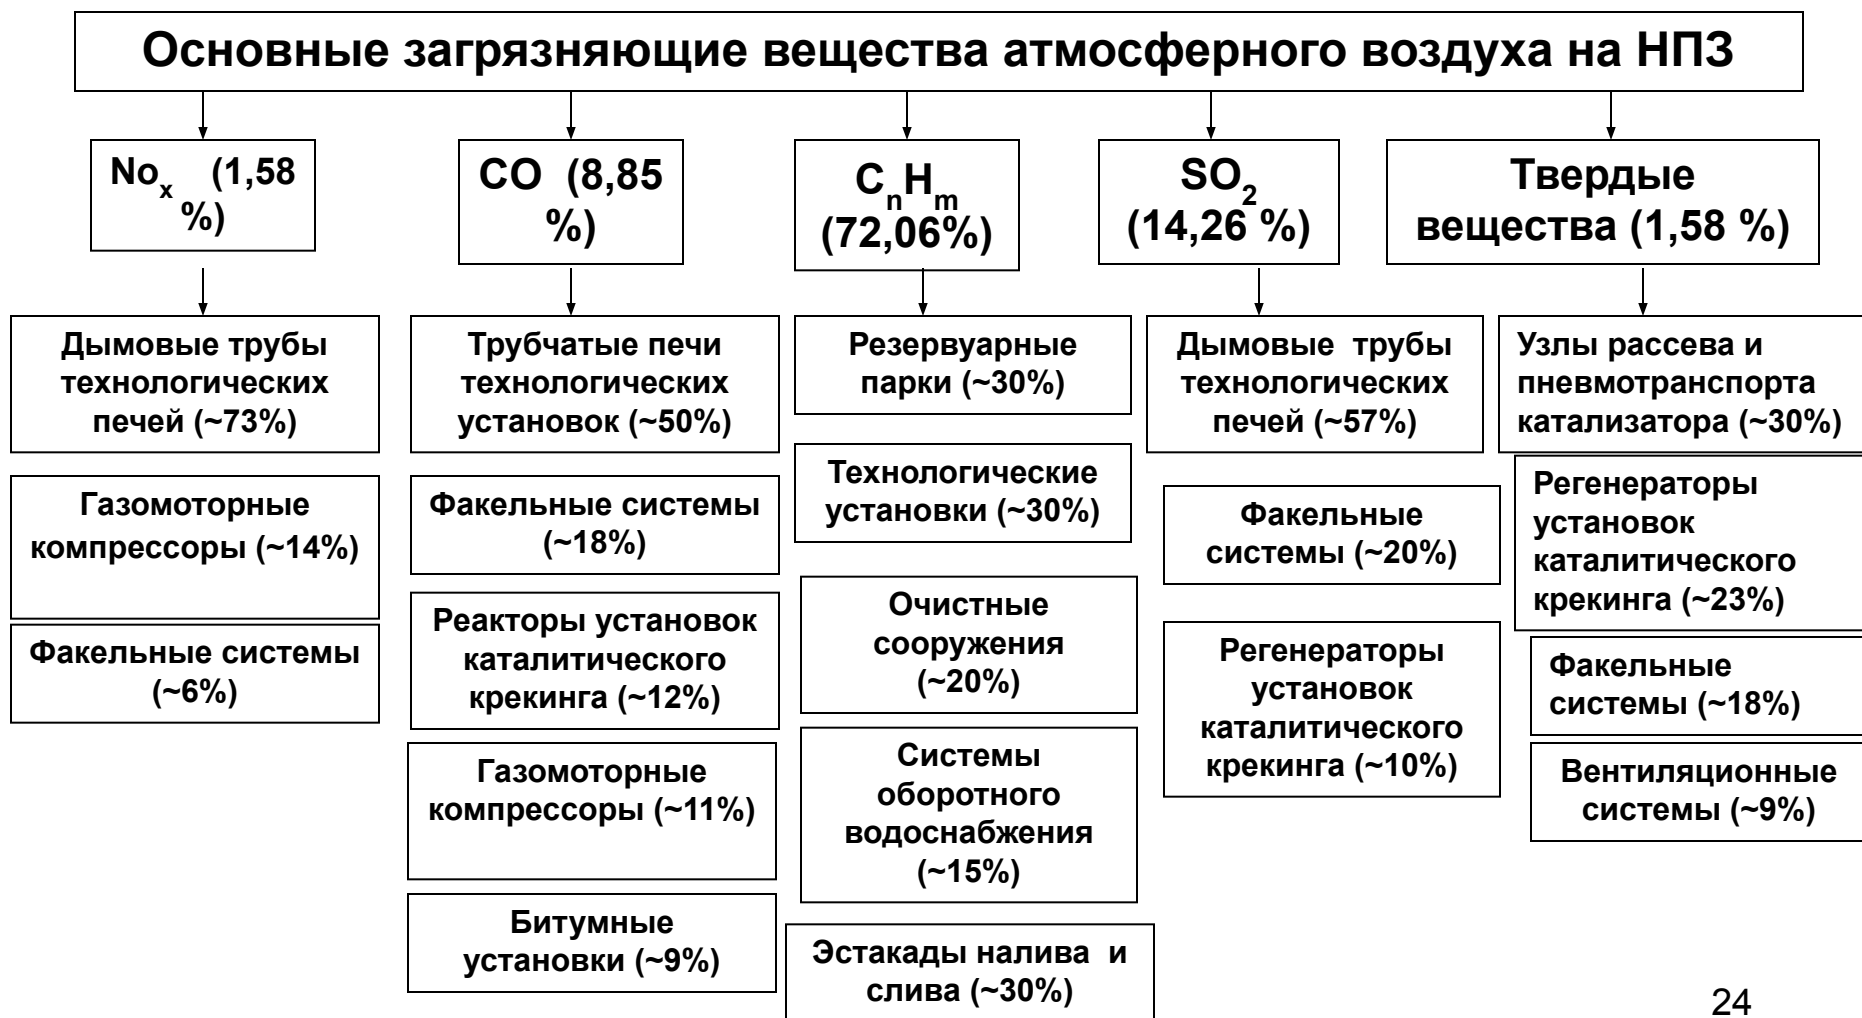 Основные загрязняющие вещества атмосферного воздуха на НПЗ
Noₓ (1,58
%)
CO (8,85
%)
CₙHₘ
(72,06%)
SO₂
(14,26 %)
Твердые
вещества (1,58 %)
Дымовые трубы
технологических
печей (~73%)
Газомоторные
компрессоры (~14%)
Факельные системы
(~6%)
Трубчатые печи
технологических
установок (~50%)
Факельные системы
(~18%)
Реакторы установок
каталитического
крекинга (~12%)
Газомоторные
компрессоры (~11%)
Битумные
установки (~9%)
Резервуарные
парки (~30%)
Технологические
установки (~30%)
Очистные
сооружения
(~20%)
Системы
оборотного
водоснабжения
(~15%)
Эстакады налива и
слива (~30%)
Дымовые трубы
технологических
печей (~57%)
Факельные
системы (~20%)
Регенераторы
установок
каталитического
крекинга (~10%)
Узлы рассева и
пневмотранспорта
катализатора (~30%)
Регенераторы
установок
каталитического
крекинга (~23%)
Факельные
системы (~18%)
Вентиляционные
системы (~9%)
24